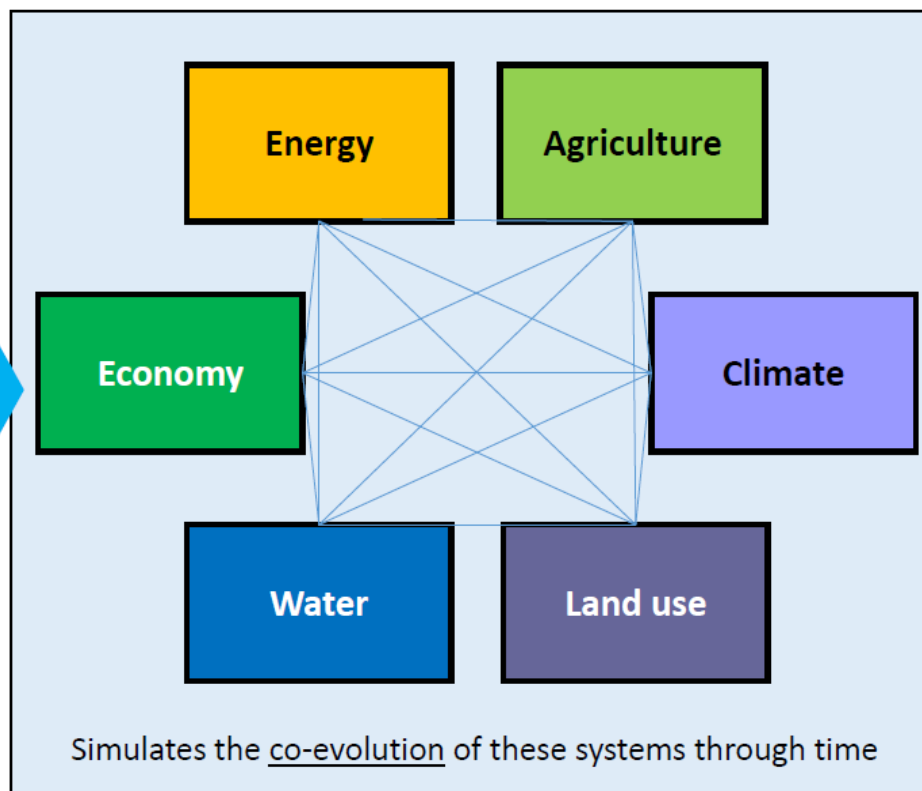 Energy
Agriculture
Economy
Climate
Water
Land use
Simulates the co-evolution of these systems through time